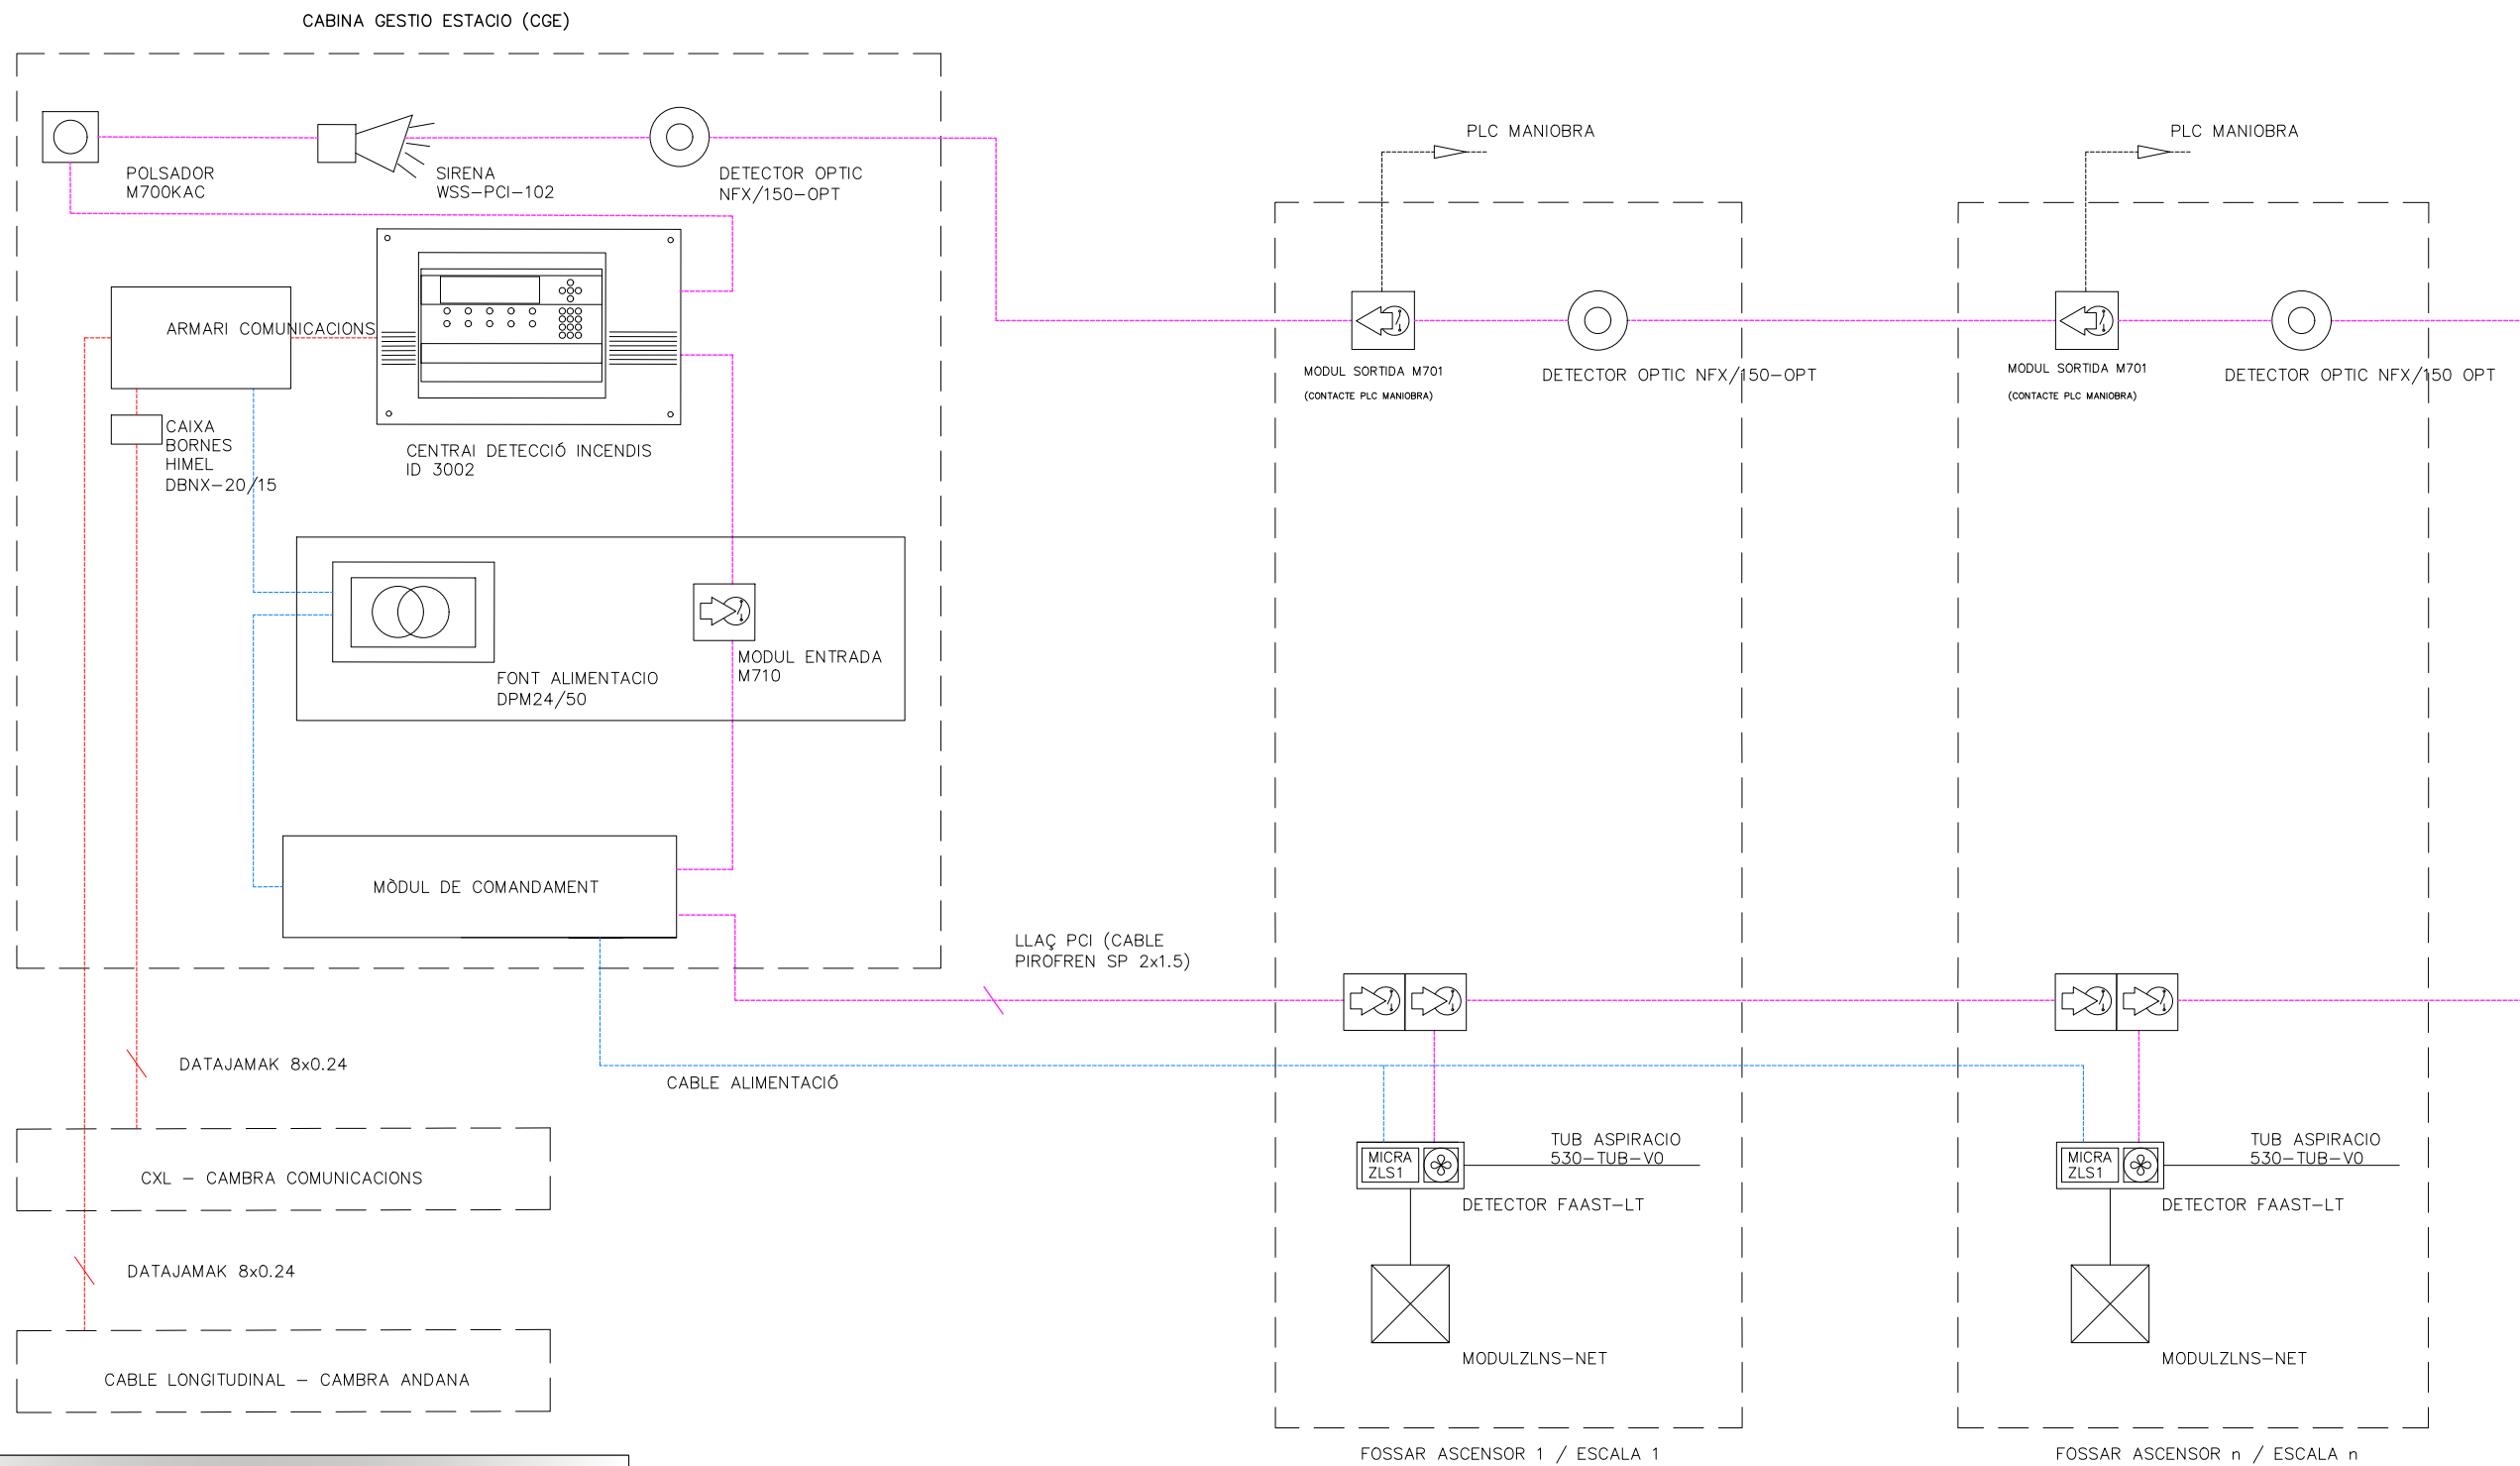 CABINA GESTIO ESTACIO (CGE)
POLSADOR
M700KAC
SIRENA
WSS-PCI-102
DETECTOR OPTIC
NFX/150-OPT
PLC MANIOBRA
PLC MANIOBRA
ARMARI COMUNICACIONS
MODUL SORTIDA M701
(CONTACTE PLC MANIOBRA)
DETECTOR OPTIC NFX/150-OPT
MODUL SORTIDA M701
(CONTACTE PLC MANIOBRA)
DETECTOR OPTIC NFX/150 OPT
CAIXA
BORNES
HIMEL
DBNX-20/15
CENTRAI DETECCIÓ INCENDIS
ID 3002
MODUL ENTRADA
M710
FONT ALIMENTACIO
DPM24/50
MÒDUL DE COMANDAMENT
LLAÇ PCI (CABLE
PIROFREN SP 2x1.5)
DATAJAMAK 8x0.24
CABLE ALIMENTACIÓ
CXL - CAMBRA COMUNICACIONS
DATAJAMAK 8x0.24
CABLE LONGITUDINAL - CAMBRA ANDANA
MICRA
ZLS1
TUB ASPIRACIO
530-TUB-V0
DETECTOR FAAST-LT
MODULZLNS-NET
MICRA
ZLS1
TUB ASPIRACIO
530-TUB-V0
DETECTOR FAAST-LT
MODULZLNS-NET
FOSSAR ASCENSOR 1 / ESCALA 1
FOSSAR ASCENSOR n / ESCALA n